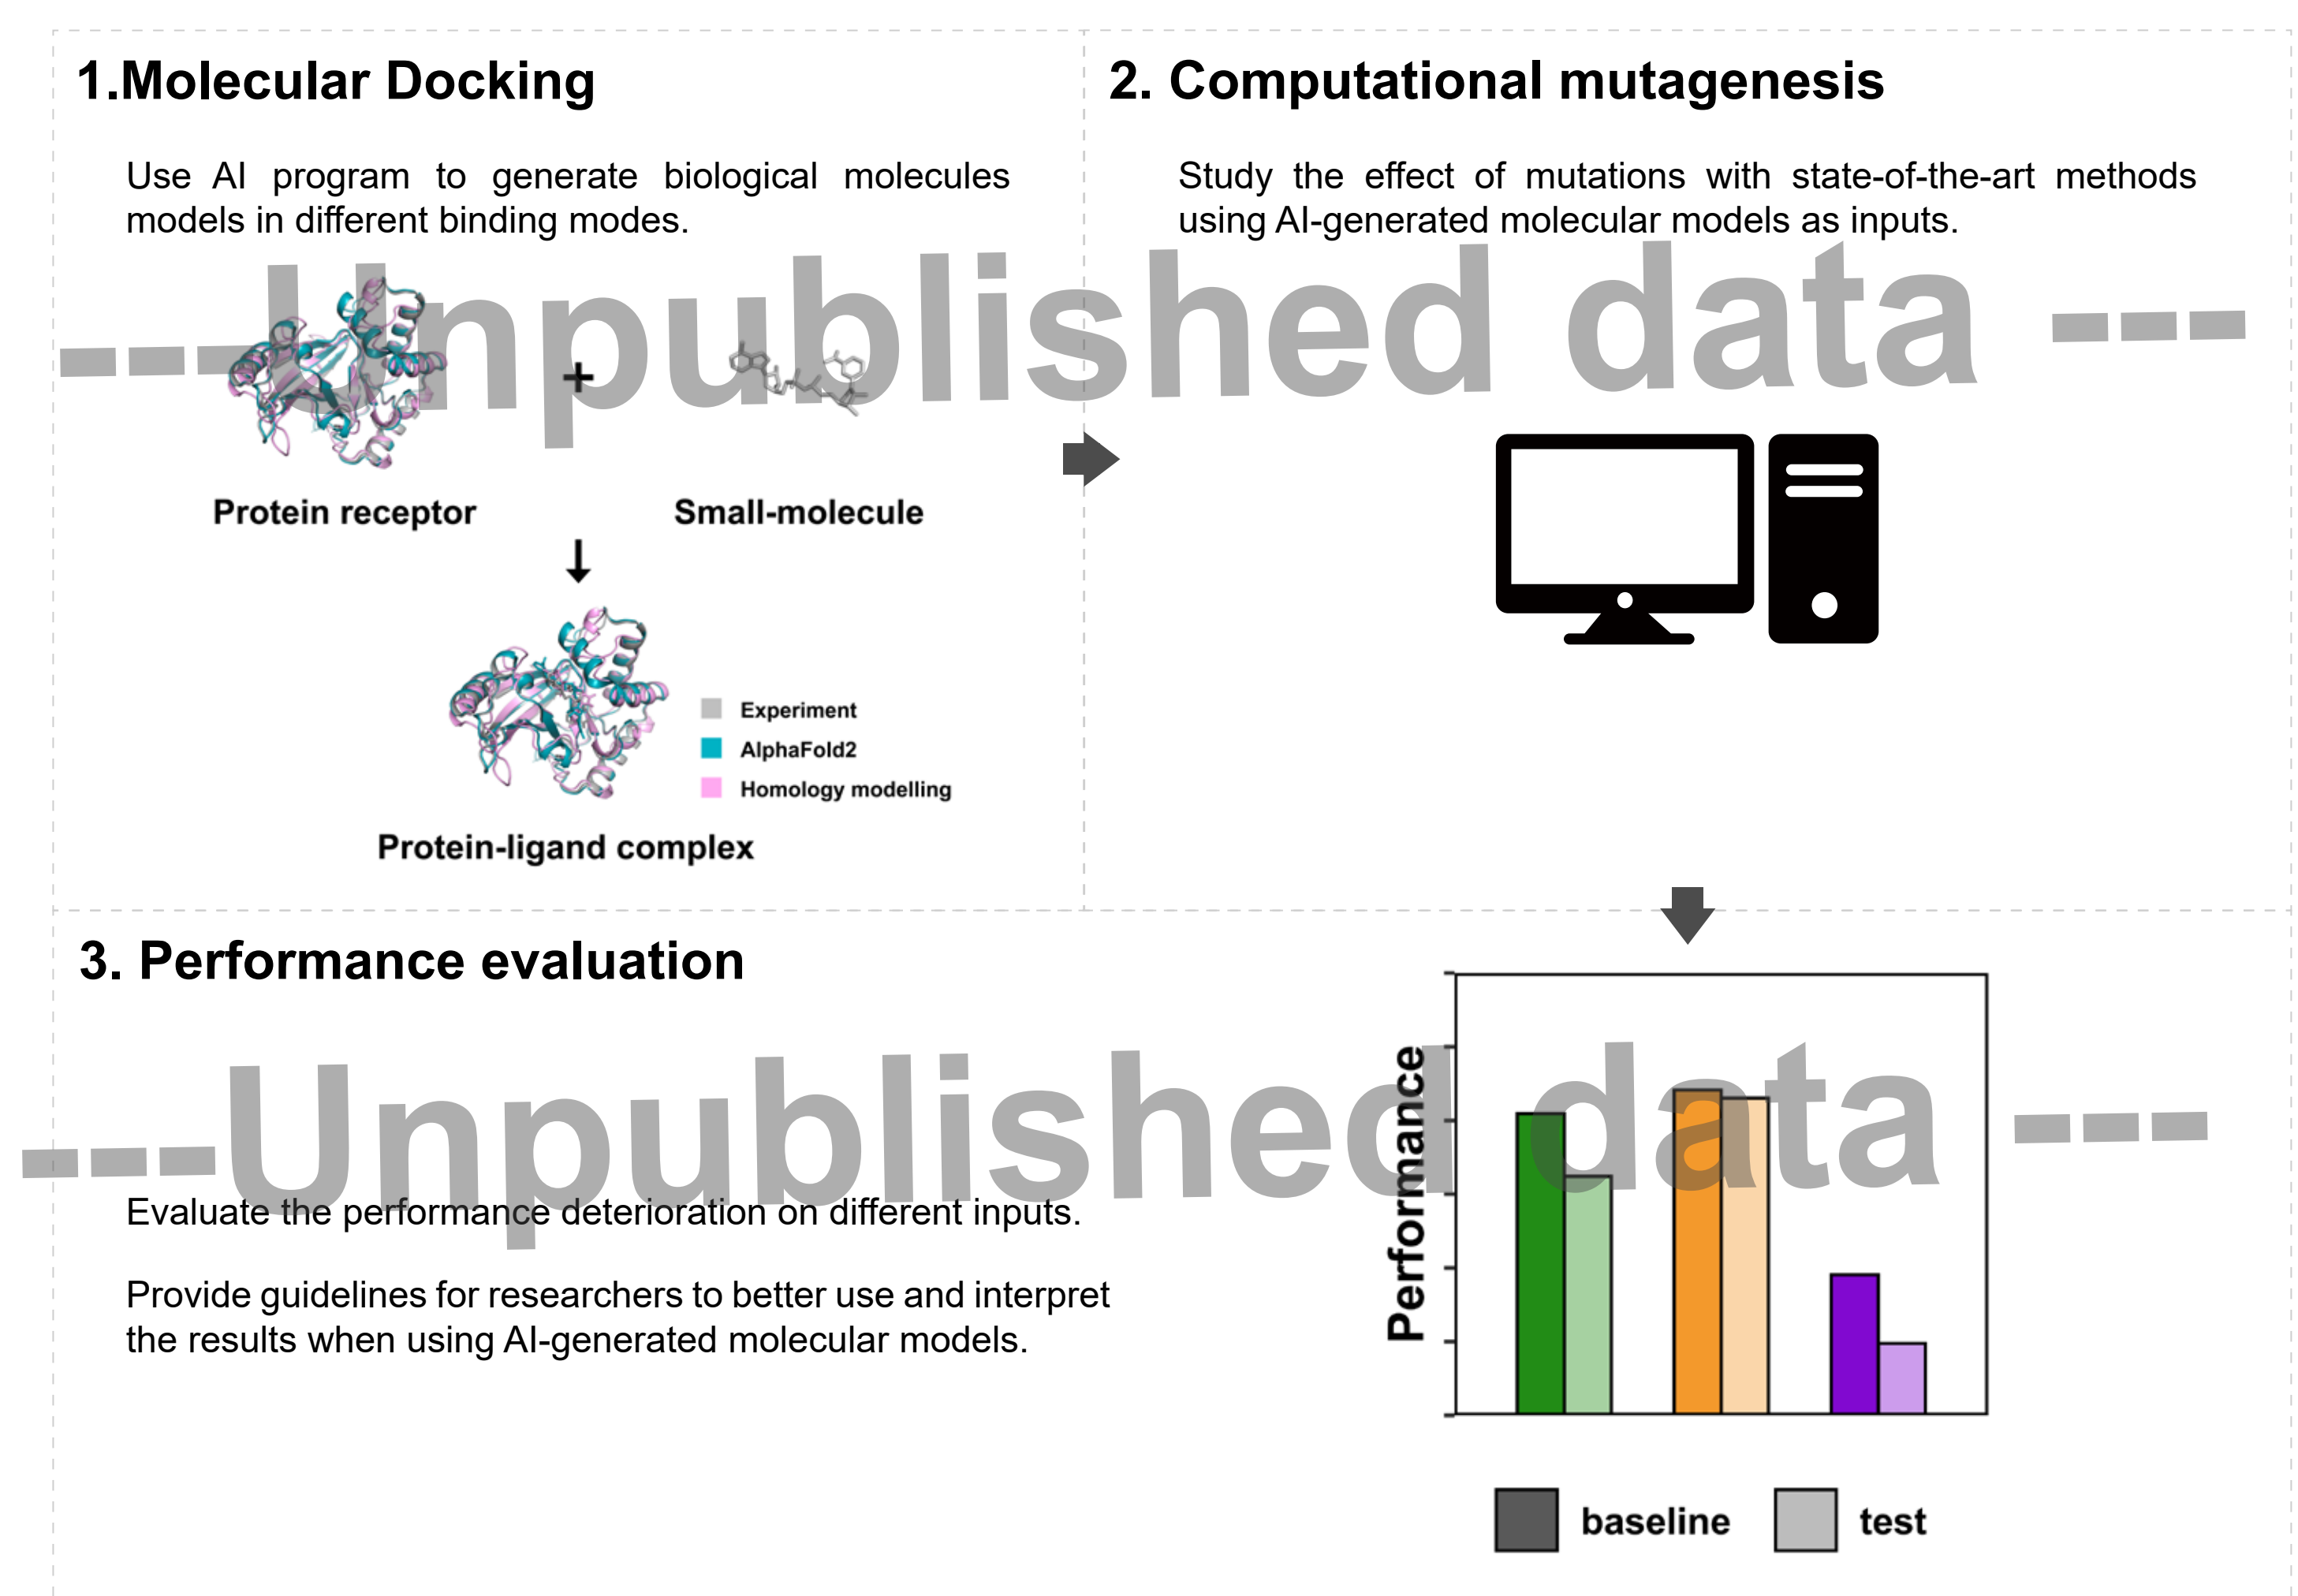 1.Molecular Docking
Use AI program to generate biological molecules
models in different binding modes.
---Unpublished data ---
+
Protein receptor
Small-molecule
Experiment
AlphaFold2
Homology modelling
Protein-ligand complex
2. Computational mutagenesis
Study the effect of mutations with state-of-the-art methods
using AI-generated molecular models as inputs.
3. Performance evaluation
---Unpublished data ---
Evaluate the performance deterioration on different inputs.
Provide guidelines for researchers to better use and interpret
the results when using AI-generated molecular models.
Performance
baseline
test